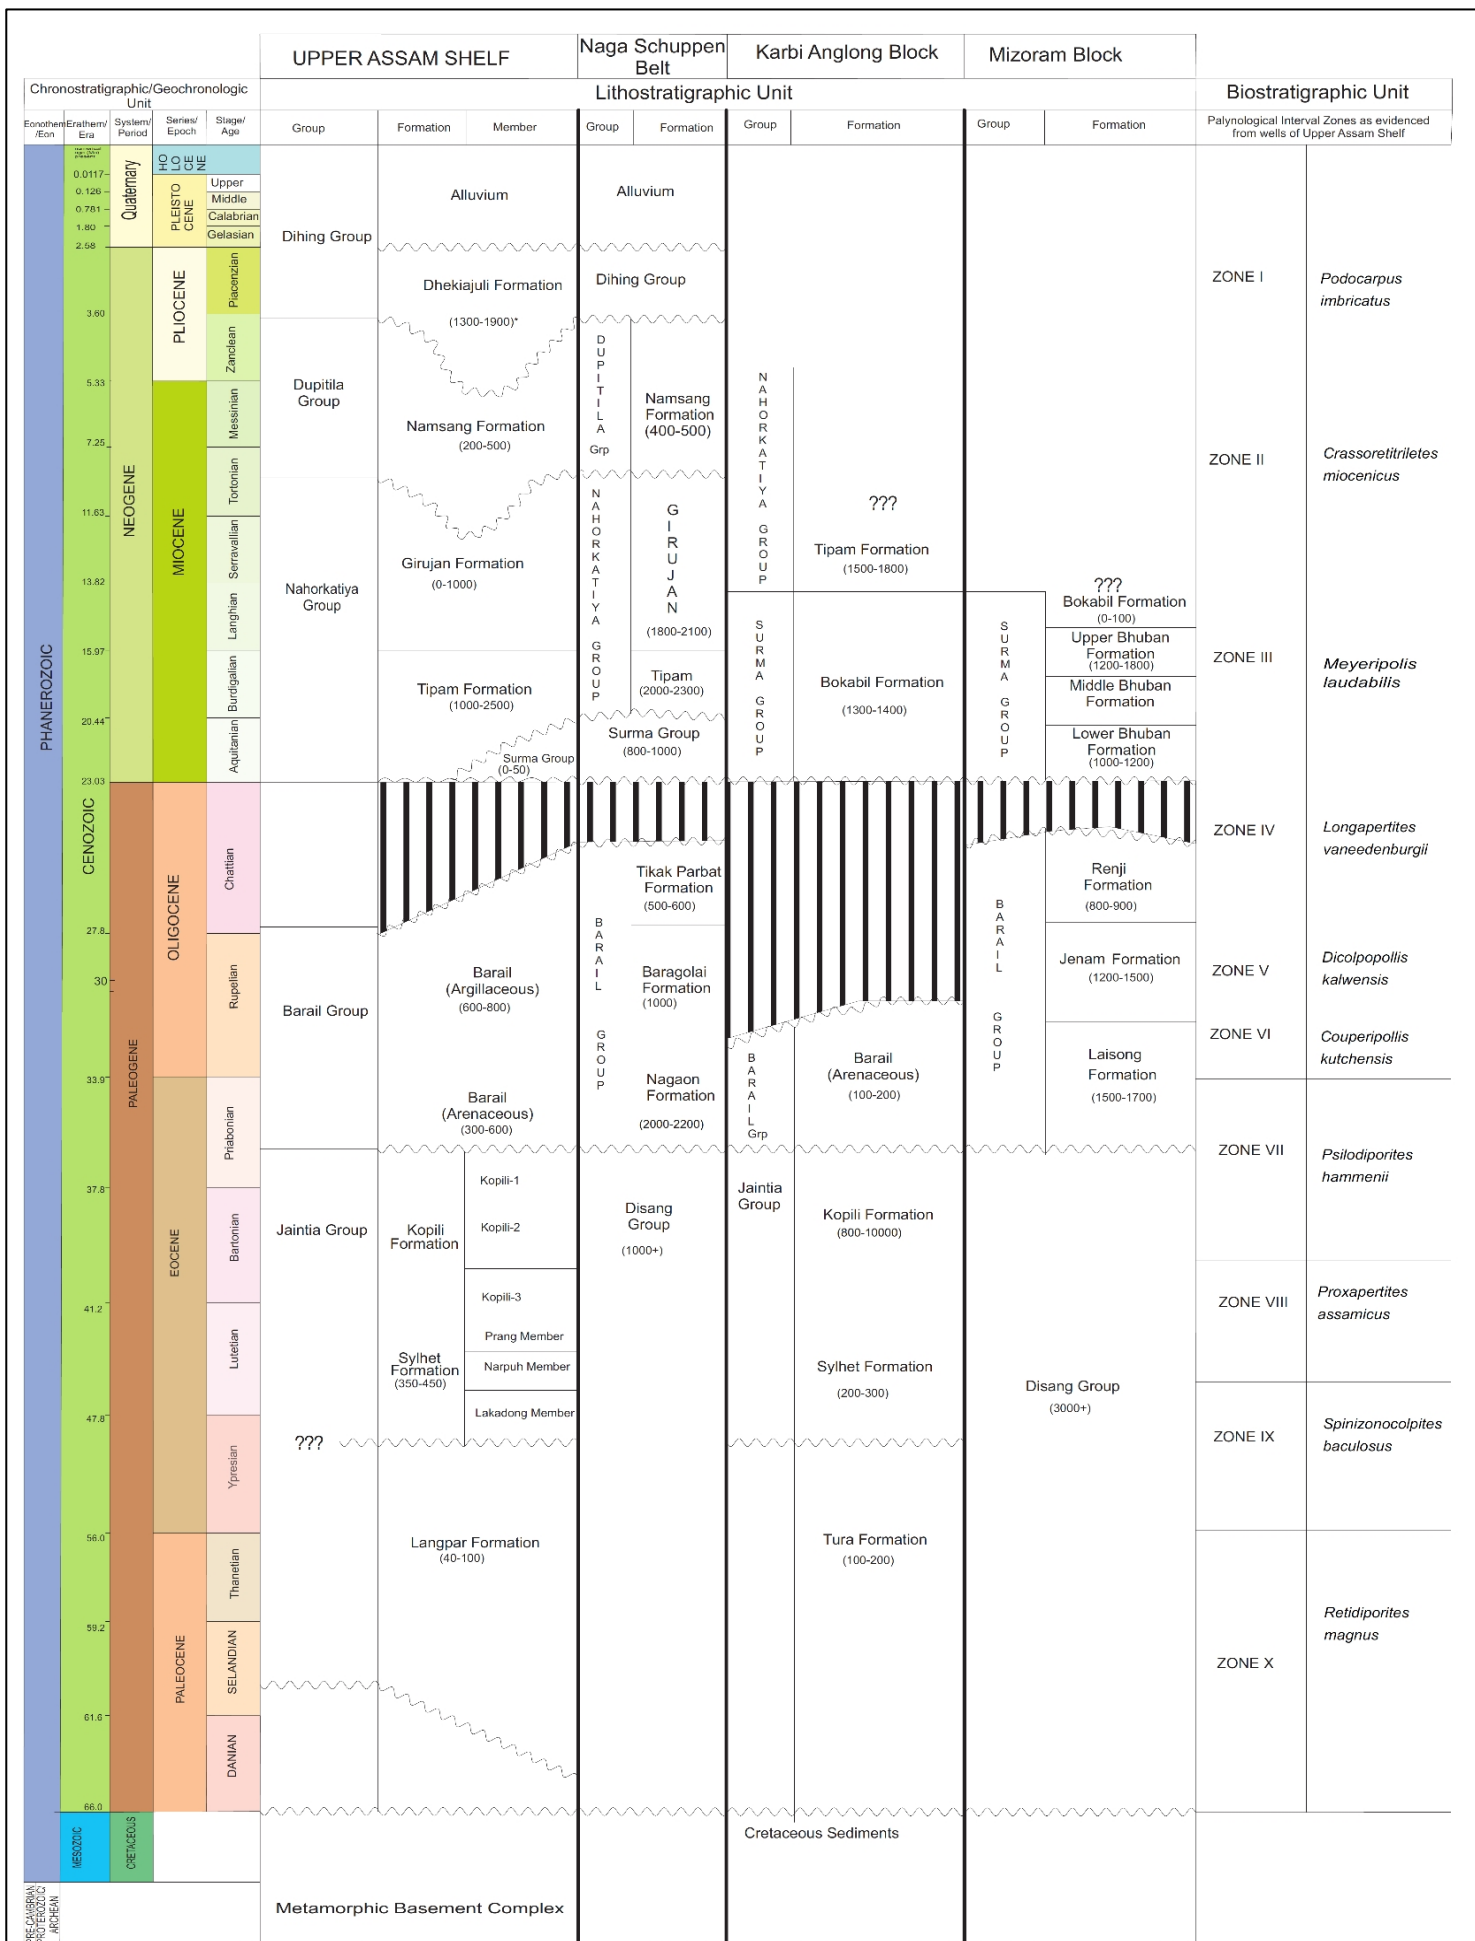 UPPER ASSAM SHELF
Naga Schuppen
Belt
Karbi Anglong Block
Mizoram Block
Chronostratigraphic/Geochronologic
Unit
Lithostratigraphic Unit
Biostratigraphic Unit
Eonothem
/Eon
Erathem/
Era
System/
Period
Series/
Epoch
Stage/
Age
Group
Formation
Member
Group
Formation
Group
Formation
Group
Formation
Palynological Interval Zones as evidenced
from wells of Upper Assam Shelf
PHANEROZOIC
CENOZOIC
MESOZOIC
PRE-CAMBRIAN
PROTEROZOIC/
ARCHEAN
0.0117
0.126
0.781
1.80
2.58
3.60
5.33
7.25
11.63
13.82
15.97
20.44
23.03
27.8
30
33.9
37.8
41.2
47.8
56.0
59.2
61.6
66.0
Quaternary
NEOGENE
PALEOGENE
CRETACEOUS
HO
LO
CE
NE
PLEISTO
CENE
PLIOCENE
MIOCENE
OLIGOCENE
EOCENE
PALEOCENE
Upper
Middle
Calabrian
Gelasian
Piacenzian
Zanclean
Messinian
Tortonian
Serravallian
Langhian
Burdigalian
Aquitanian
Chattian
Rupelian
Priabonian
Bartonian
Lutetian
Ypresian
Thanetian
SELANDIAN
DANIAN
Dihing Group
Dupitila
Group
Nahorkatiya
Group
Barail Group
Jaintia Group
???
Alluvium
Dhekiajuli Formation
(1300-1900)*
Namsang Formation
(200-500)
Girujan Formation
(0-1000)
Tipam Formation
(1000-2500)
Surma Group
(0-50)
Barail
(Argillaceous)
(600-800)
Barail
(Arenaceous)
(300-600)
Kopili
Formation
Kopili-1
Kopili-2
Kopili-3
Prang Member
Sylhet
Formation
(350-450)
Narpuh Member
Lakadong Member
Langpar Formation
(40-100)
Metamorphic Basement Complex
Alluvium
Dihing Group
DUPITILA
Grp
Namsang
Formation
(400-500)
NAHORKATIYA GROUP
GIRUJAN
(1800-2100)
Tipam
(2000-2300)
Surma Group
(800-1000)
BARAIL GROUP
Tikak Parbat
Formation
(500-600)
Baragolai
Formation
(1000)
Nagaon
Formation
(2000-2200)
Disang
Group
(1000+)
NAHORKATIYA GROUP
???
Tipam Formation
(1500-1800)
SURMA GROUP
Bokabil Formation
(1300-1400)
BARAIL
Grp
Barail
(Arenaceous)
(100-200)
Jaintia
Group
Kopili Formation
(800-10000)
Sylhet Formation
(200-300)
Tura Formation
(100-200)
Cretaceous Sediments
???
Bokabil Formation
(0-100)
SURMA GROUP
Upper Bhuban
Formation
(1200-1800)
Middle Bhuban
Formation
Lower Bhuban
Formation
(1000-1200)
BARAIL GROUP
Renji
Formation
(800-900)
Jenam Formation
(1200-1500)
Laisong
Formation
(1500-1700)
Disang Group
(3000+)
ZONE I
Podocarpus
imbricatus
ZONE II
Crassoretitriletes
miocenicus
ZONE III
Meyeripolis
laudabilis
ZONE IV
Longapertites
vaneedenburgii
ZONE V
Dicolpopollis
kalwensis
ZONE VI
Couperipollis
kutchensis
ZONE VII
Psilodiporites
hammenii
ZONE VIII
Proxapertites
assamicus
ZONE IX
Spinizonocolpites
baculosus
ZONE X
Retidiporites
magnus